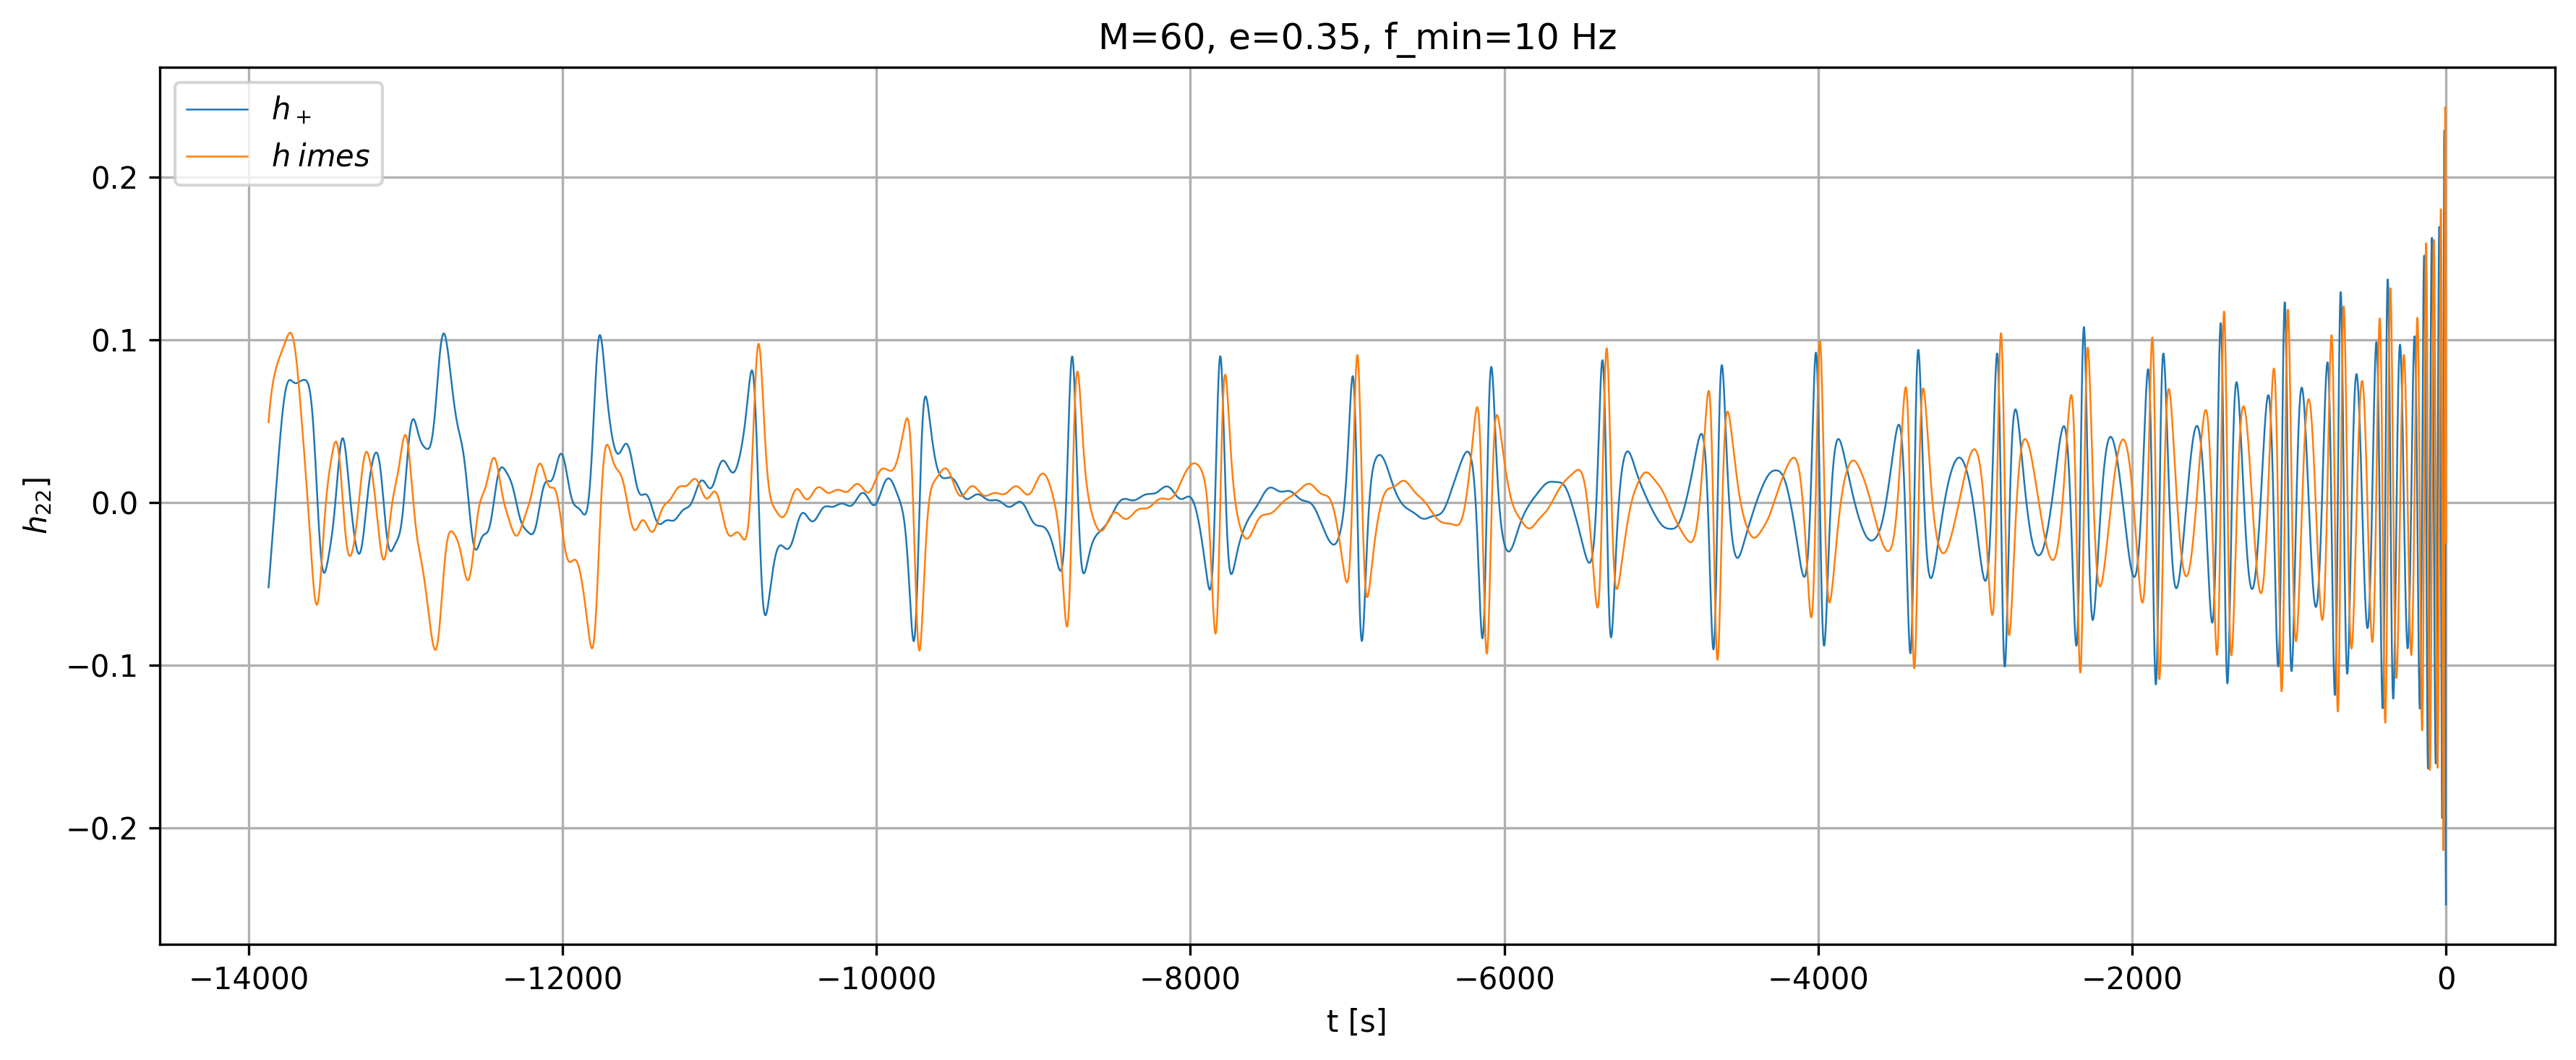 M=60, e=0.35, f_min=10 Hz
h₊
h imes
h₂₂]
0.2
0.1
0.0
−0.1
−0.2
−14000 −12000 −10000 −8000 −6000 −4000 −2000 0
t [s]